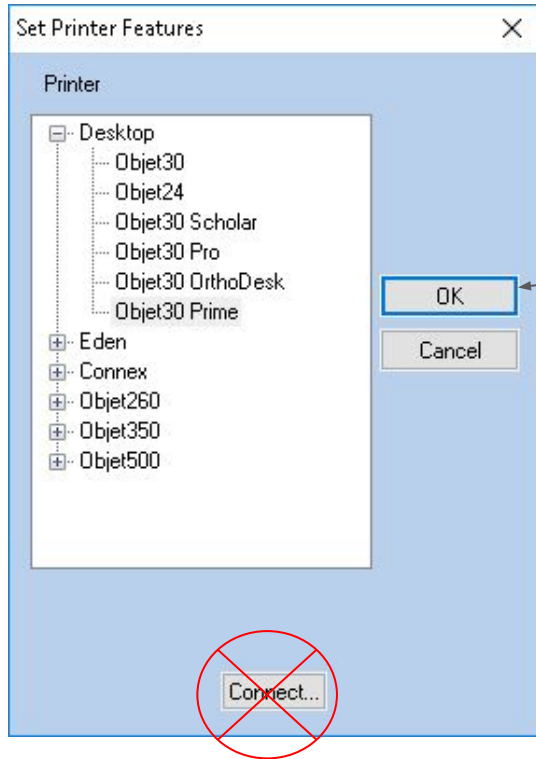 Set Printer Features
Printer
Desktop
Objet30
Objet24
Objet30 Scholar
Objet30 Pro
Objet30 OrthoDesk
Objet30 Prime
Eden
Connex
Objet260
Objet350
Objet500
OK
Cancel
Connect...